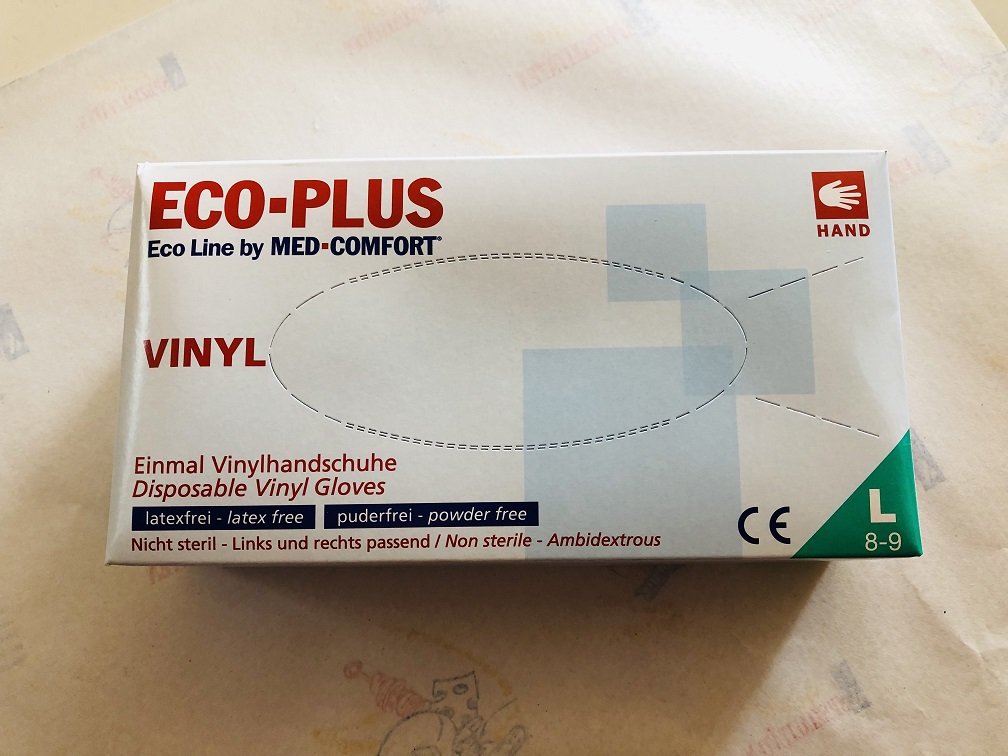 ECO-PLUS
Eco Line by MED-COMFORT®
HAND
VINYL
Einmal Vinylhandschuhe
Disposable Vinyl Gloves
latexfrei - latex free puderfrei - powder free
Nicht steril - Links und rechts passend / Non sterile - Ambidextrous
CE
L
8-9